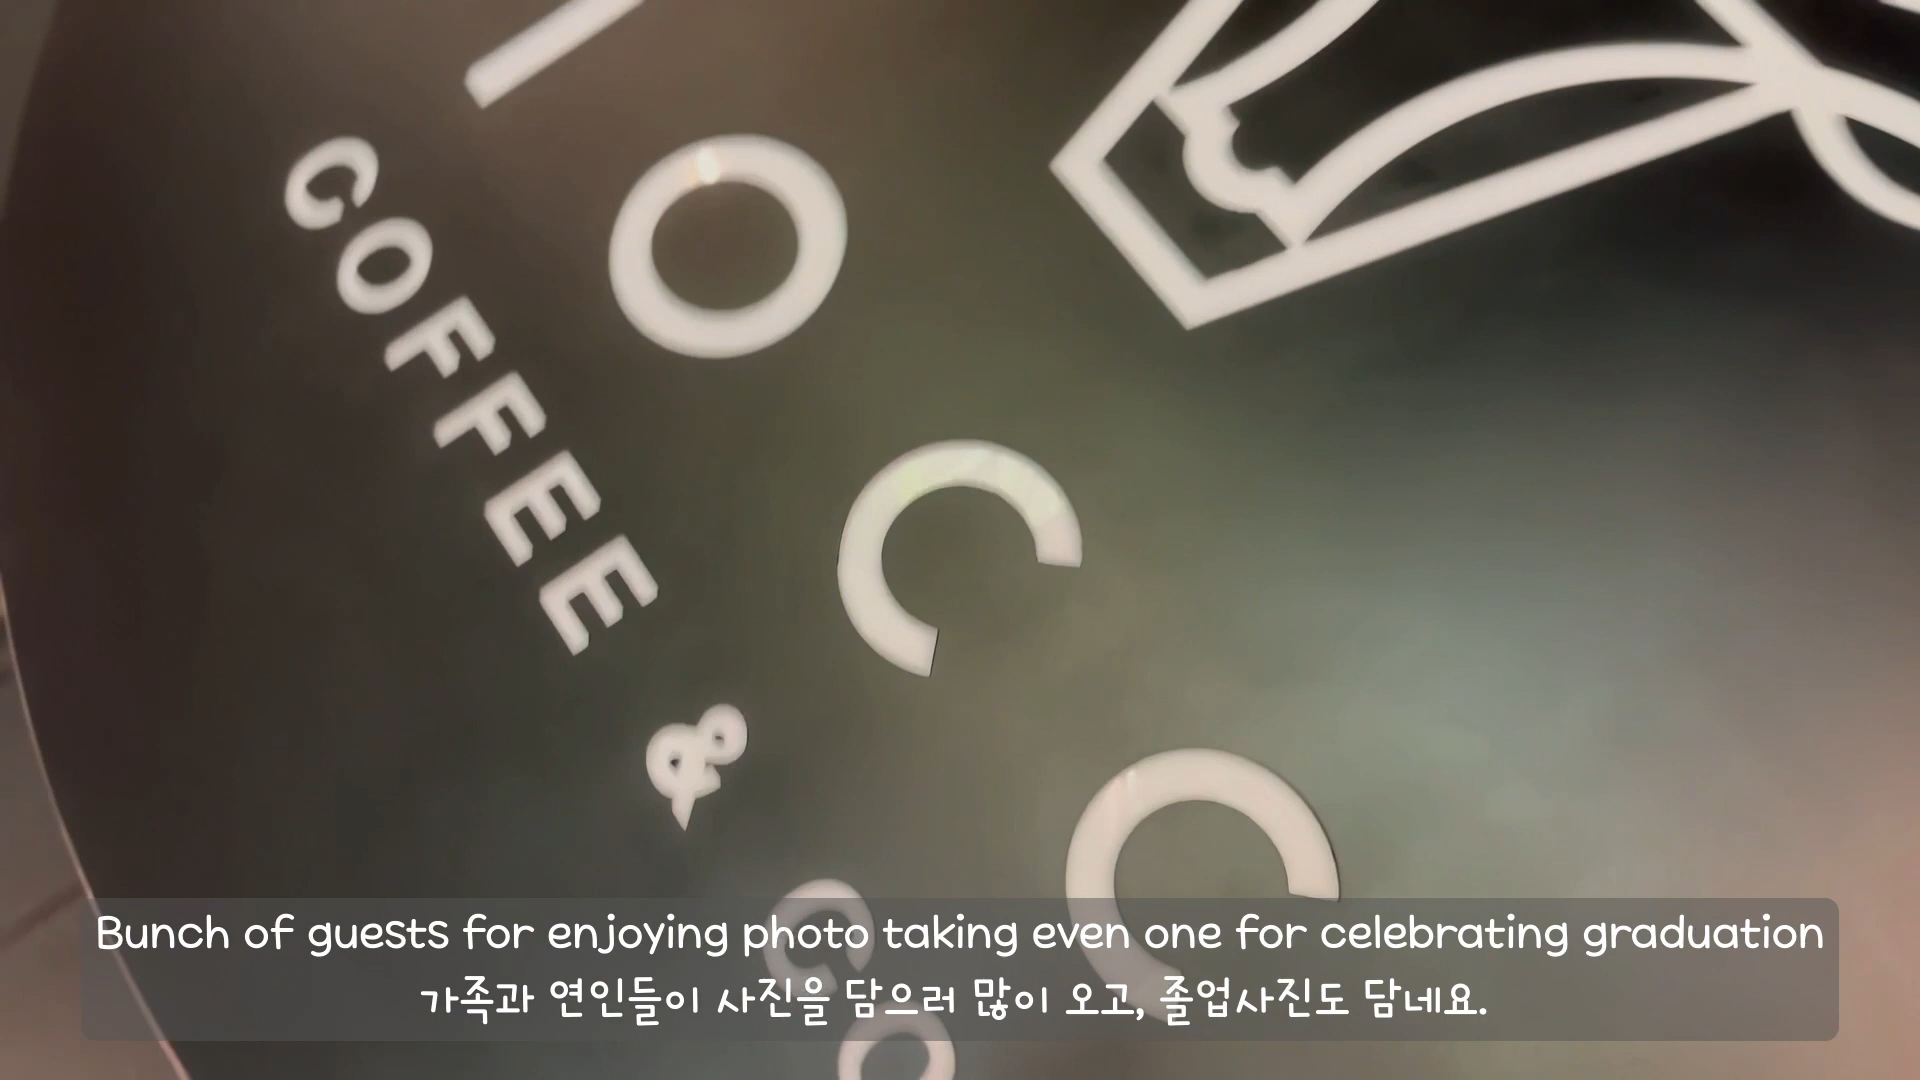 IOCC
COFFEE & CO
Bunch of guests for enjoying photo taking even one for celebrating graduation
가족과 연인들이 사진을 담으러 많이 오고, 졸업사진도 담네요.